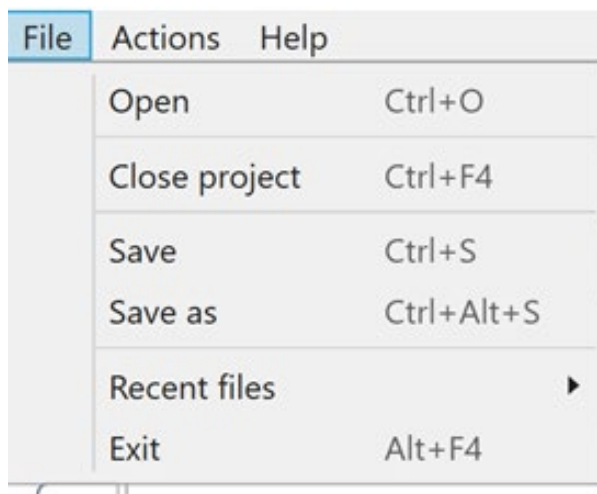 File Actions Help
Open Ctrl+O
Close project Ctrl+F4
Save Ctrl+S
Save as Ctrl+Alt+S
Recent files
Exit Alt+F4